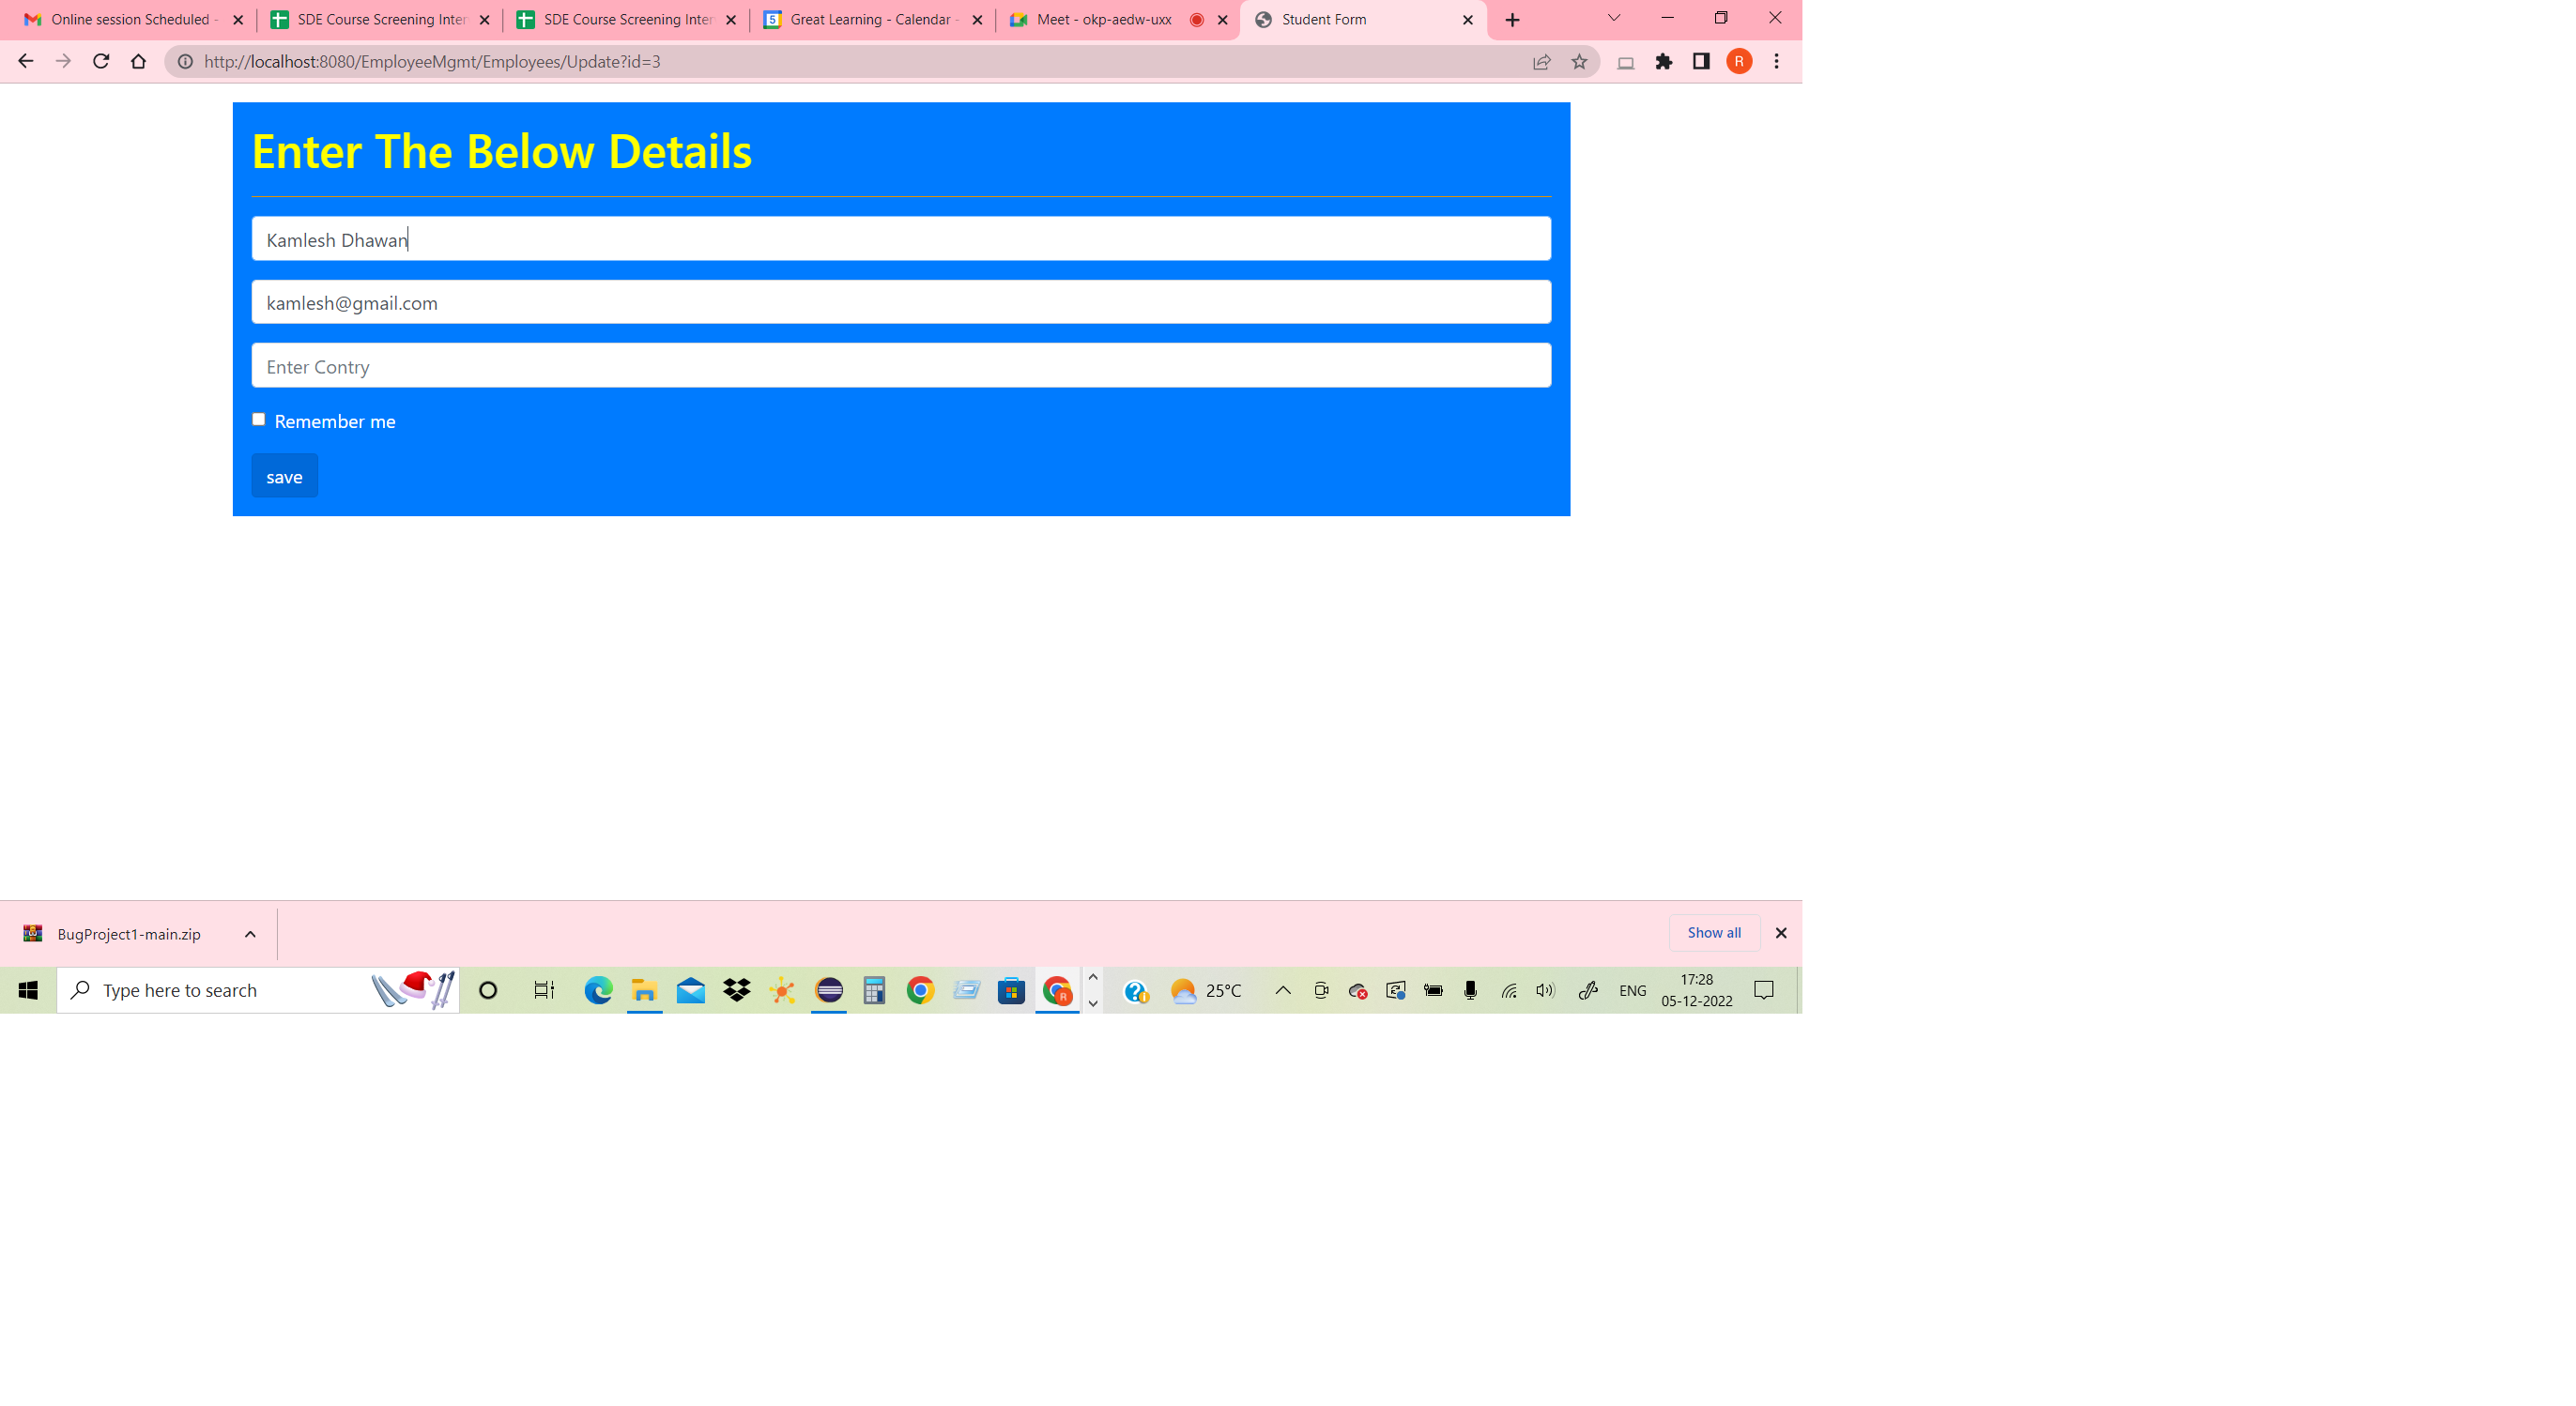 Online session Scheduled -
SDE Course Screening Inter
SDE Course Screening Inter
Great Learning - Calendar -
Meet - okp-aedw-uxx
Student Form
http://localhost:8080/EmployeeMgmt/Employees/Update?id=3
R
Enter The Below Details
Kamlesh Dhawan
kamlesh@gmail.com
Enter Contry
Remember me
save
BugProject1-main.zip
Show all
Type here to search
25°C
ENG
17:28
05-12-2022